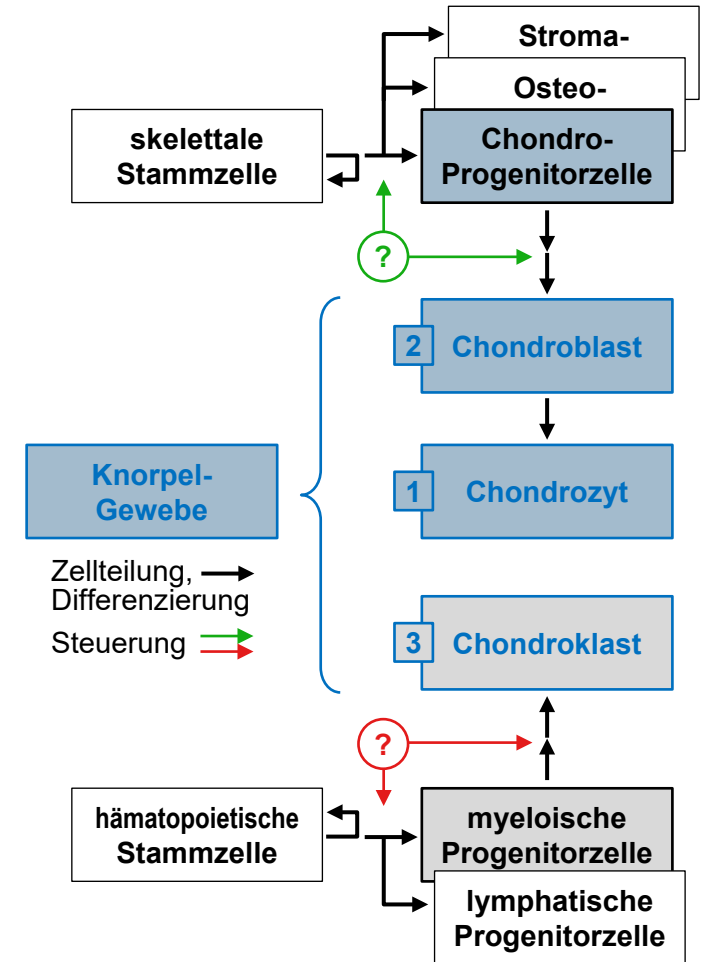 Stroma-
Osteo-
skelettale
Stammzelle
Chondro-
Progenitorzelle
?
2 Chondroblast
Knorpel-
Gewebe
1 Chondrozyt
Zellteilung,
Differenzierung
Steuerung
3 Chondroklast
?
hämatopoietische
Stammzelle
myeloische
Progenitorzelle
lymphatische
Progenitorzelle